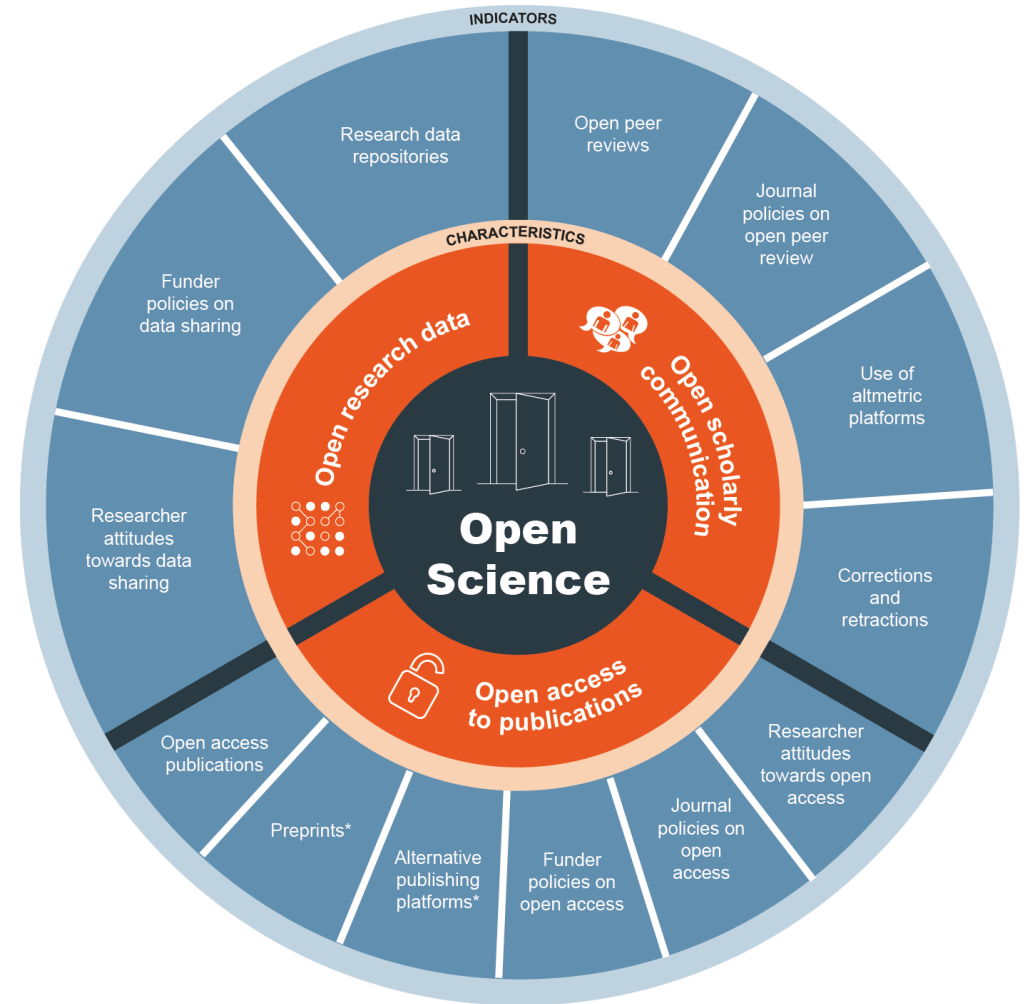 INDICATORS
Research data
repositories
Open peer
reviews
Journal
policies on
open peer
review
Funder
policies on
data sharing
CHARACTERISTICS
Open research data
Open scholarly
communication
Use of
altmetric
platforms
Researcher
attitudes
towards data
sharing
Open
Science
Corrections
and
retractions
Open access
to publications
Open access
publications
Preprints*
Alternative
publishing
platforms*
Funder
policies on
open access
Journal
policies on
open
access
Researcher
attitudes
towards open
access